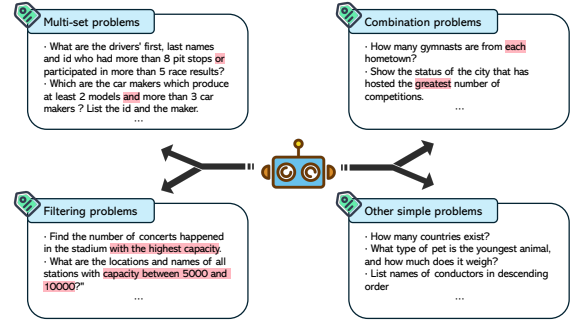 Multi-set problems
· What are the drivers' first, last names
and id who had more than 8 pit stops or
participated in more than 5 race results?
· Which are the car makers which produce
at least 2 models and more than 3 car
makers ? List the id and the maker.
...
Combination problems
· How many gymnasts are from each
hometown?
· Show the status of the city that has
hosted the greatest number of
competitions.
...
Filtering problems
· Find the number of concerts happened
in the stadium with the highest capacity.
· What are the locations and names of all
stations with capacity between 5000 and
10000?"
...
Other simple problems
· How many countries exist?
· What type of pet is the youngest animal,
and how much does it weigh?
· List names of conductors in descending
order
...